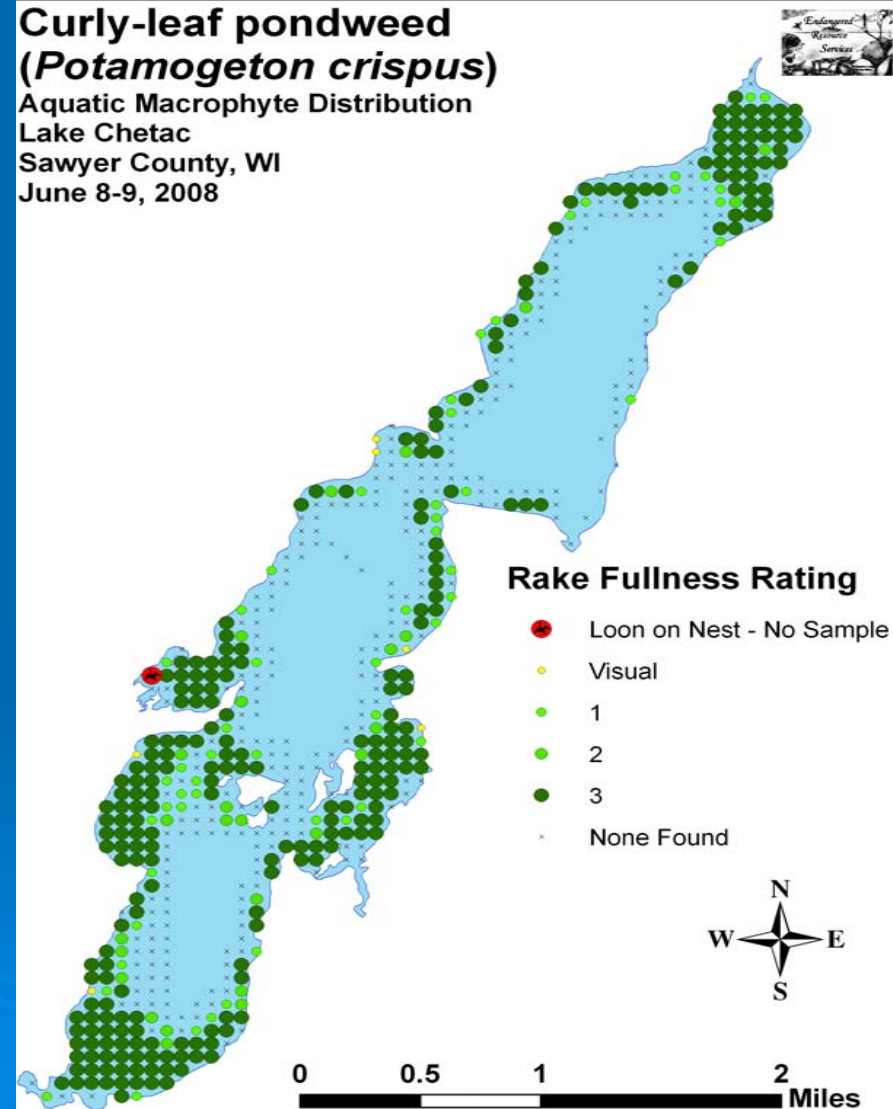 Curly-leaf pondweed
(Potamogeton crispus)
Aquatic Macrophyte Distribution
Lake Chetac
Sawyer County, WI
June 8-9, 2008
Endangered
Resource
Services
Rake Fullness Rating
Loon on Nest - No Sample
Visual
1
2
3
None Found
N
W E
S
0 0.5 1 2
Miles